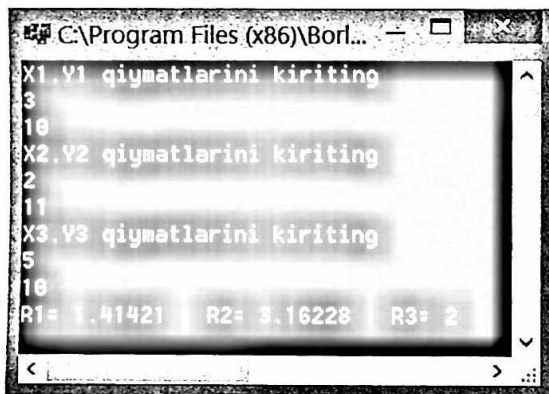 C:\Program Files (x86)\Borl...
X1,Y1 qiymatlarini kiriting
3
10
X2,Y2 qiymatlarini kiriting
2
11
X3,Y3 qiymatlarini kiriting
5
10
R1= 1.41421 R2= 3.16228 R3= 2